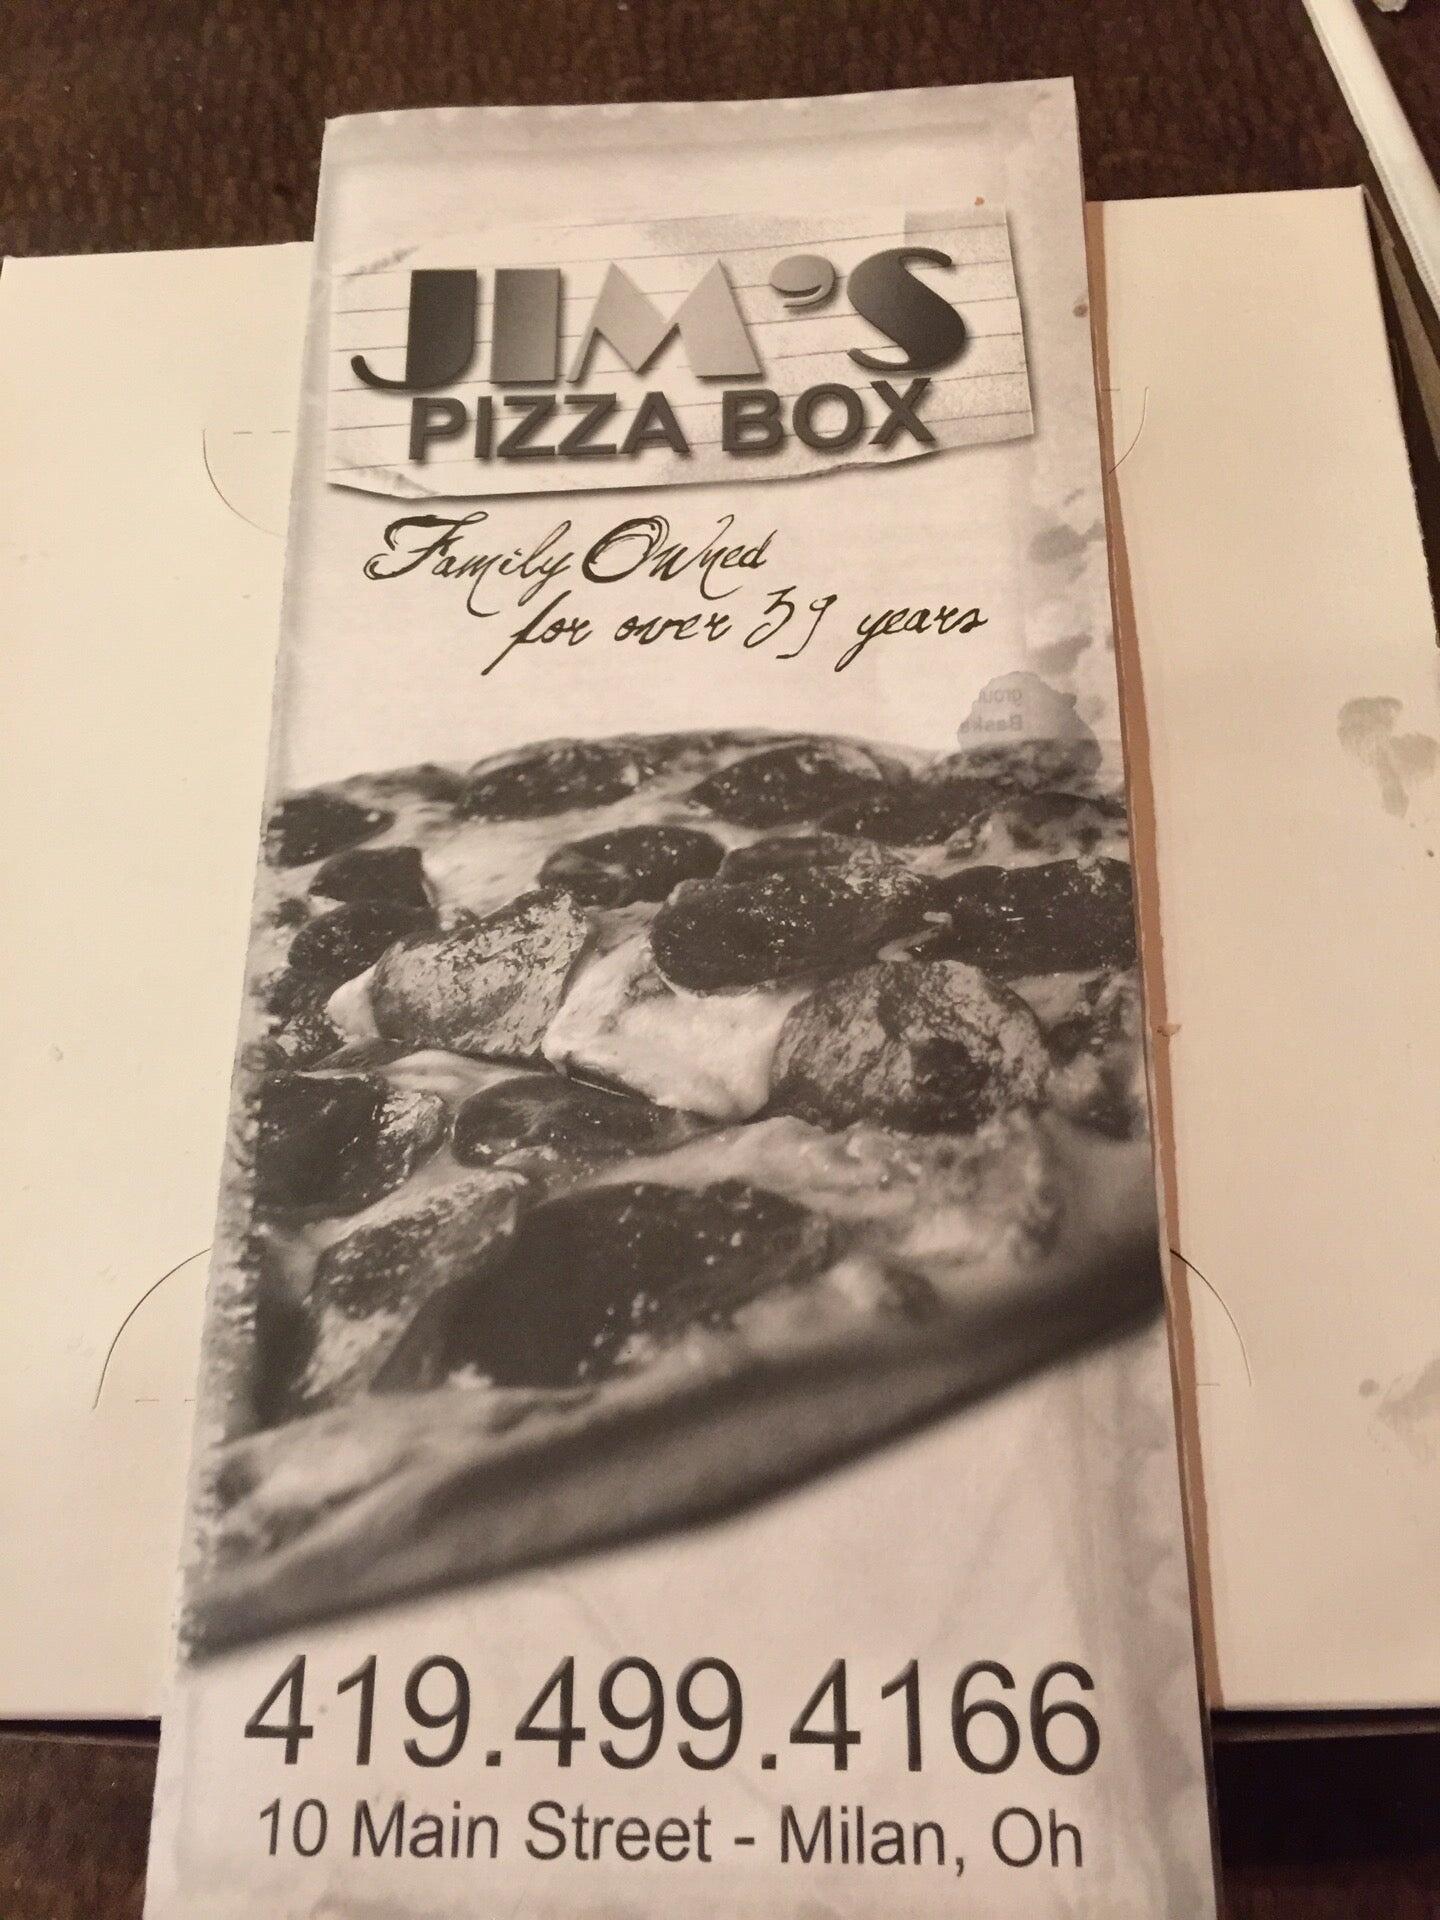 JIM'S
PIZZA BOX
Family Owned
for over 39 years
419.499.4166
10 Main Street - Milan, Oh